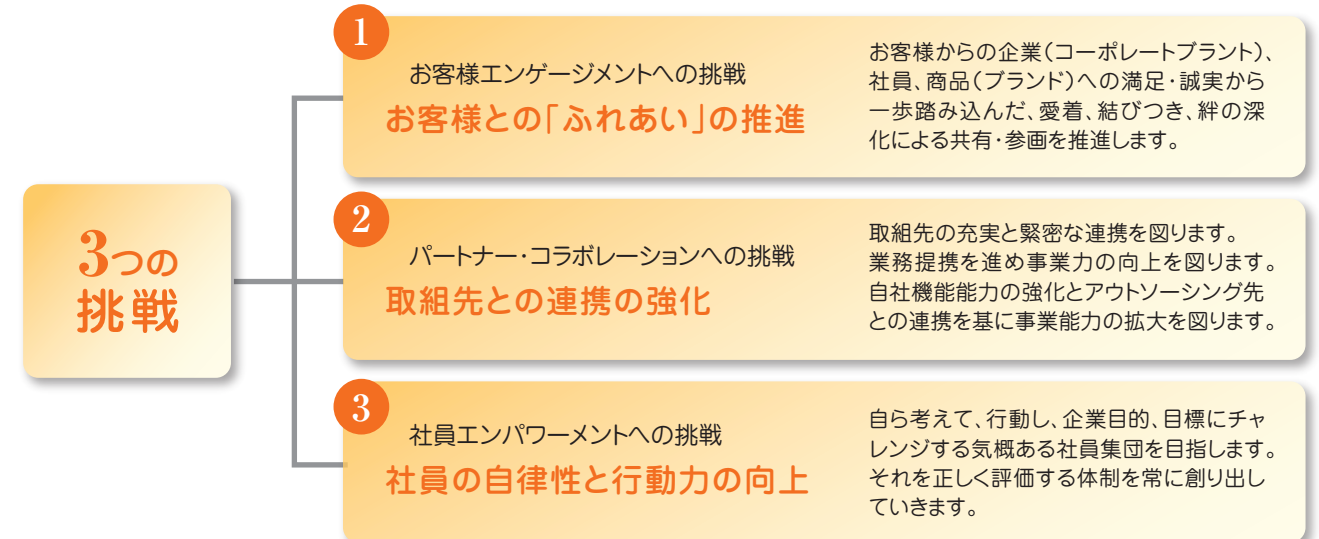 3つの
挑戦
1
お客様エンゲージメントへの挑戦
お客様との「ふれあい」の推進
お客様からの企業(コーポレートブラント)、
社員、商品(ブランド)への満足・誠実から
一歩踏み込んだ、愛着、結びつき、絆の深
化による共有・参画を推進します。
2
パートナー・コラボレーションへの挑戦
取組先との連携の強化
取組先の充実と緊密な連携を図ります。
業務提携を進め事業力の向上を図ります。
自社機能能力の強化とアウトソーシング先
との連携を基に事業能力の拡大を図ります。
3
社員エンパワーメントへの挑戦
社員の自律性と行動力の向上
自ら考えて、行動し、企業目的、目標にチャ
レンジする気概ある社員集団を目指します。
それを正しく評価する体制を常に創り出し
ていきます。